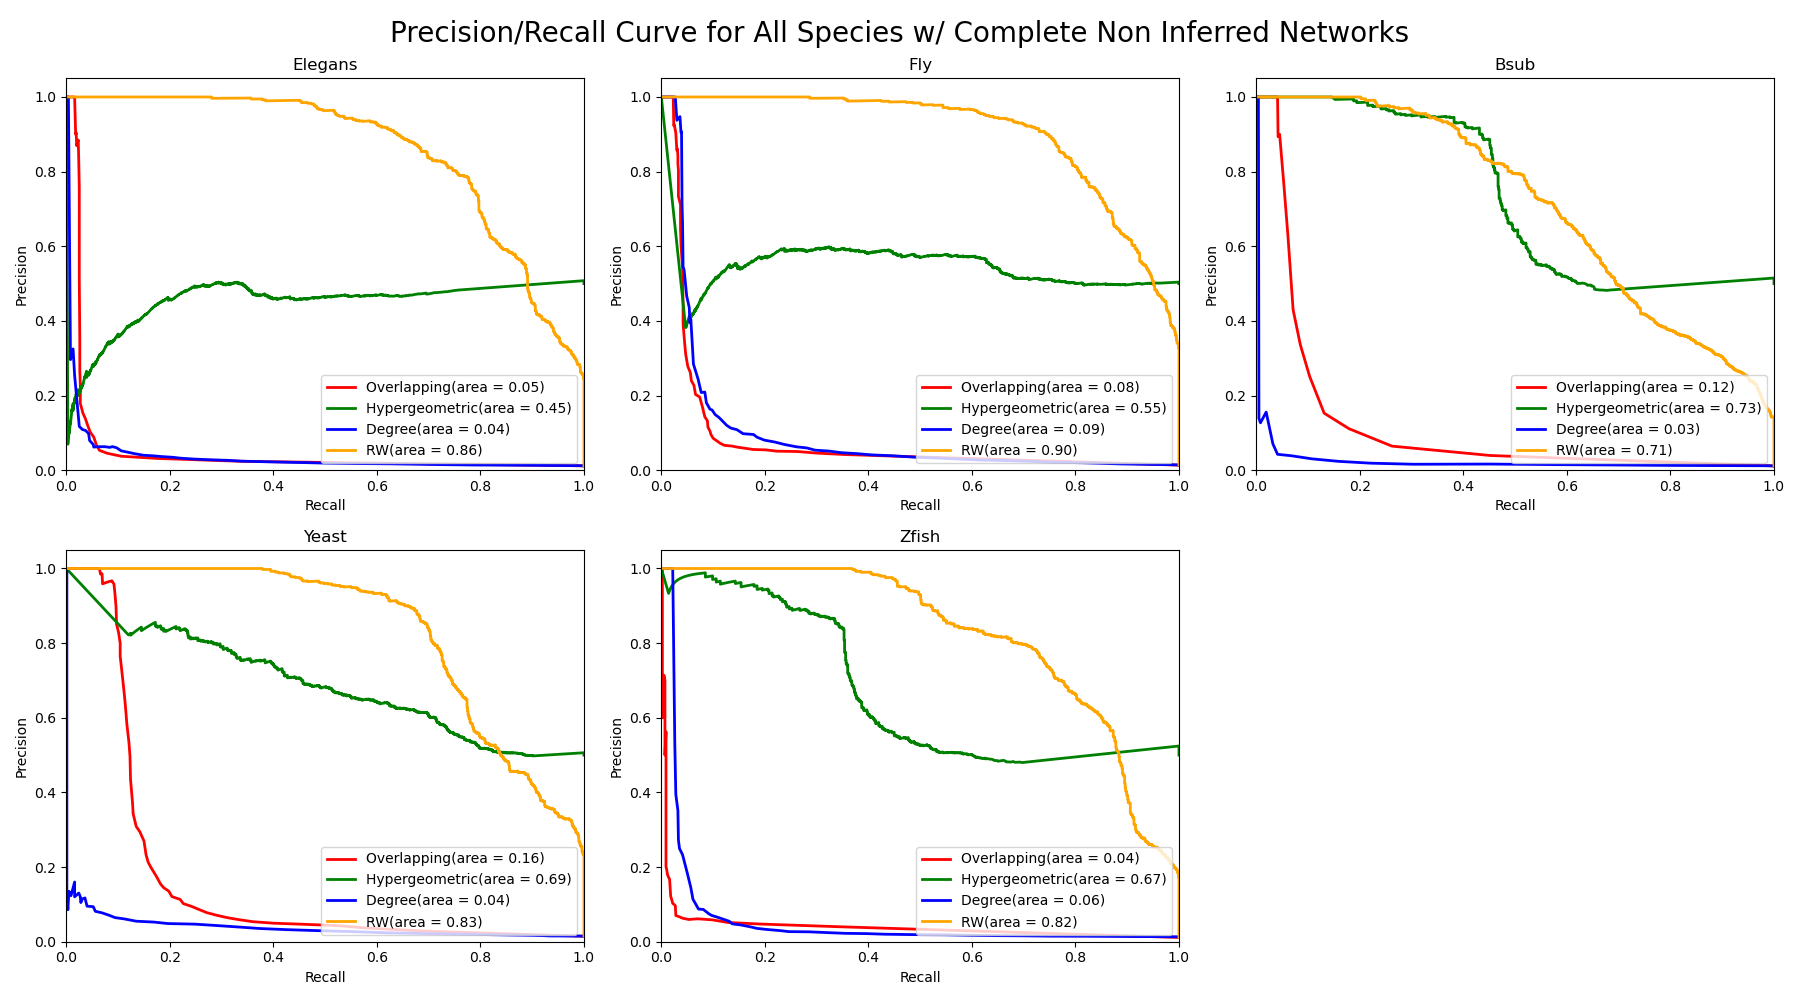 Precision/Recall Curve for All Species w/ Complete Non Inferred Networks
Elegans
Precision
1.0
0.8
0.6
0.4
0.2
0.0
0.0 0.2 0.4 0.6 0.8 1.0
Recall
Overlapping(area = 0.05)
Hypergeometric(area = 0.45)
Degree(area = 0.04)
RW(area = 0.86)
Fly
Precision
1.0
0.8
0.6
0.4
0.2
0.0
0.0 0.2 0.4 0.6 0.8 1.0
Recall
Overlapping(area = 0.08)
Hypergeometric(area = 0.55)
Degree(area = 0.09)
RW(area = 0.90)
Bsub
Precision
1.0
0.8
0.6
0.4
0.2
0.0
0.0 0.2 0.4 0.6 0.8 1.0
Recall
Overlapping(area = 0.12)
Hypergeometric(area = 0.73)
Degree(area = 0.03)
RW(area = 0.71)
Yeast
Precision
1.0
0.8
0.6
0.4
0.2
0.0
0.0 0.2 0.4 0.6 0.8 1.0
Recall
Overlapping(area = 0.16)
Hypergeometric(area = 0.69)
Degree(area = 0.04)
RW(area = 0.83)
Zfish
Precision
1.0
0.8
0.6
0.4
0.2
0.0
0.0 0.2 0.4 0.6 0.8 1.0
Recall
Overlapping(area = 0.04)
Hypergeometric(area = 0.67)
Degree(area = 0.06)
RW(area = 0.82)